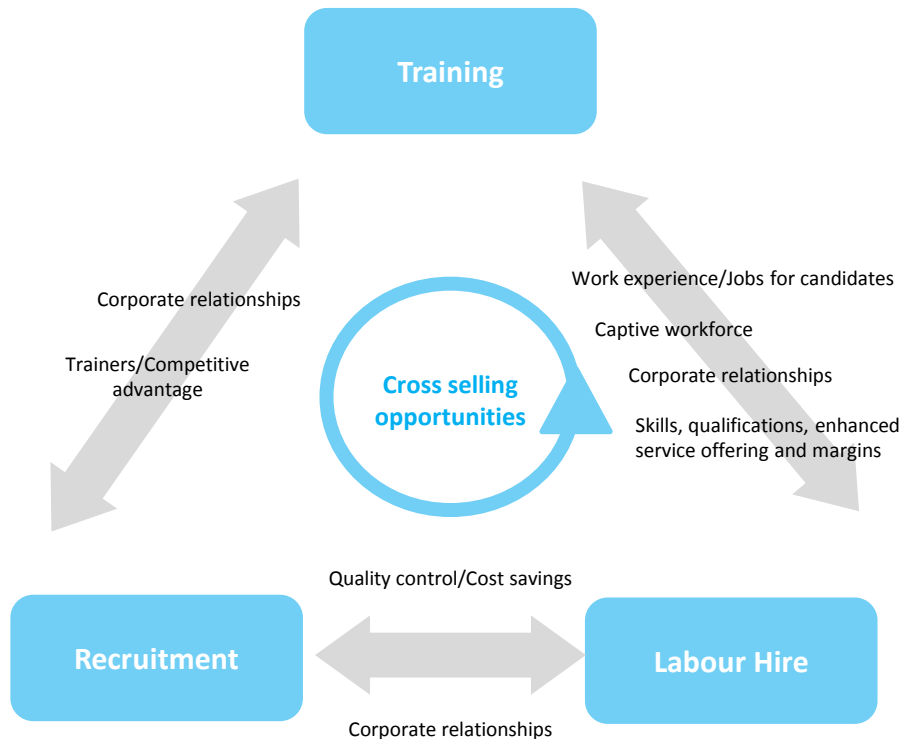 Training
Work experience/Jobs for candidates
Corporate relationships
Captive workforce
Trainers/Competitive
advantage
Cross selling
opportunities
Corporate relationships
Skills, qualifications, enhanced
service offering and margins
Quality control/Cost savings
Recruitment
Labour Hire
Corporate relationships